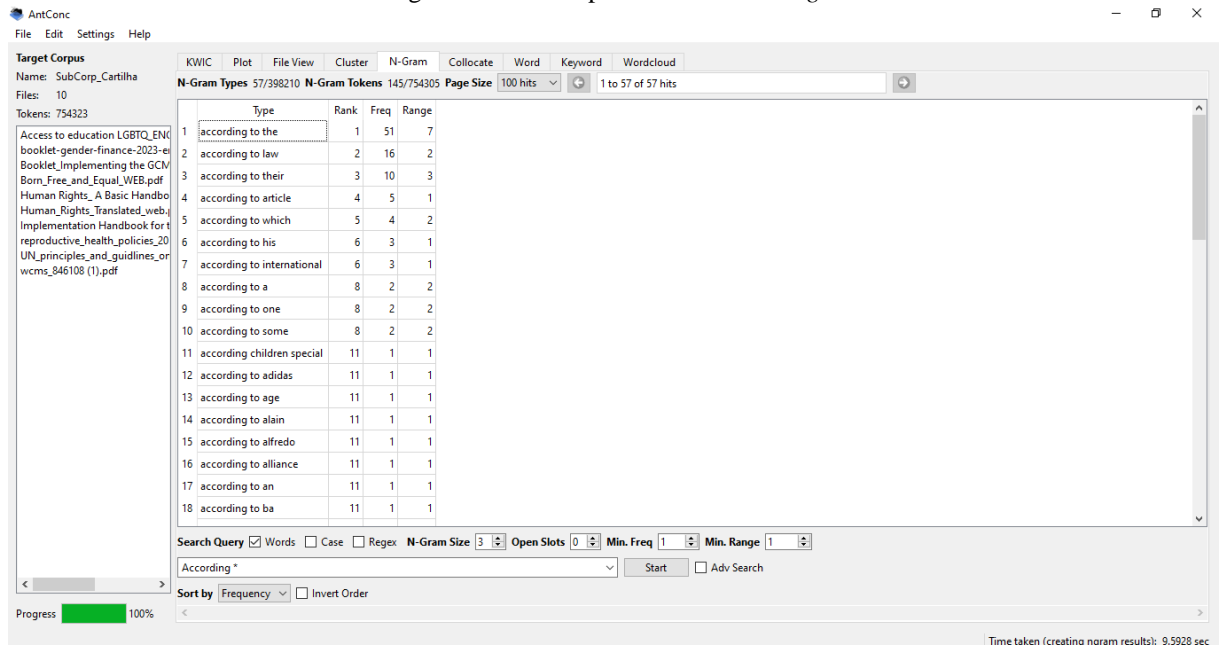 AntConc
File Edit Settings Help
Target Corpus
Name: SubCorp_Cartilha
Files: 10
Tokens: 754323
Access to education LGBTQ_ENG
booklet-gender-finance-2023-e
Booklet_Implementing the GCM
Born_Free_and_Equal_WEB.pdf
Human Rights_ A Basic Handbo
Human_Rights_Translated_web.
Implementation Handbook for t
reproductive_health_policies_20
UN_principles_and_guidlines_or
wcms_846108 (1).pdf
Progress 100%
KWIC Plot File View Cluster N-Gram Collocate Word Keyword Wordcloud
N-Gram Types 57/398210 N-Gram Tokens 145/754305 Page Size 100 hits 1 to 57 of 57 hits
Type Rank Freq Range
1 according to the 1 51 7
2 according to law 2 16 2
3 according to their 3 10 3
4 according to article 4 5 1
5 according to which 5 4 2
6 according to his 6 3 1
7 according to international 6 3 1
8 according to a 8 2 2
9 according to one 8 2 2
10 according to some 8 2 2
11 according children special 11 1 1
12 according to adidas 11 1 1
13 according to age 11 1 1
14 according to alain 11 1 1
15 according to alfredo 11 1 1
16 according to alliance 11 1 1
17 according to an 11 1 1
18 according to ba 11 1 1
Search Query Words Case Regex N-Gram Size 3 Open Slots 0 Min. Freq 1 Min. Range 1
According * Start Adv Search
Sort by Frequency Invert Order
Time taken (creating ngram results): 9.5928 sec